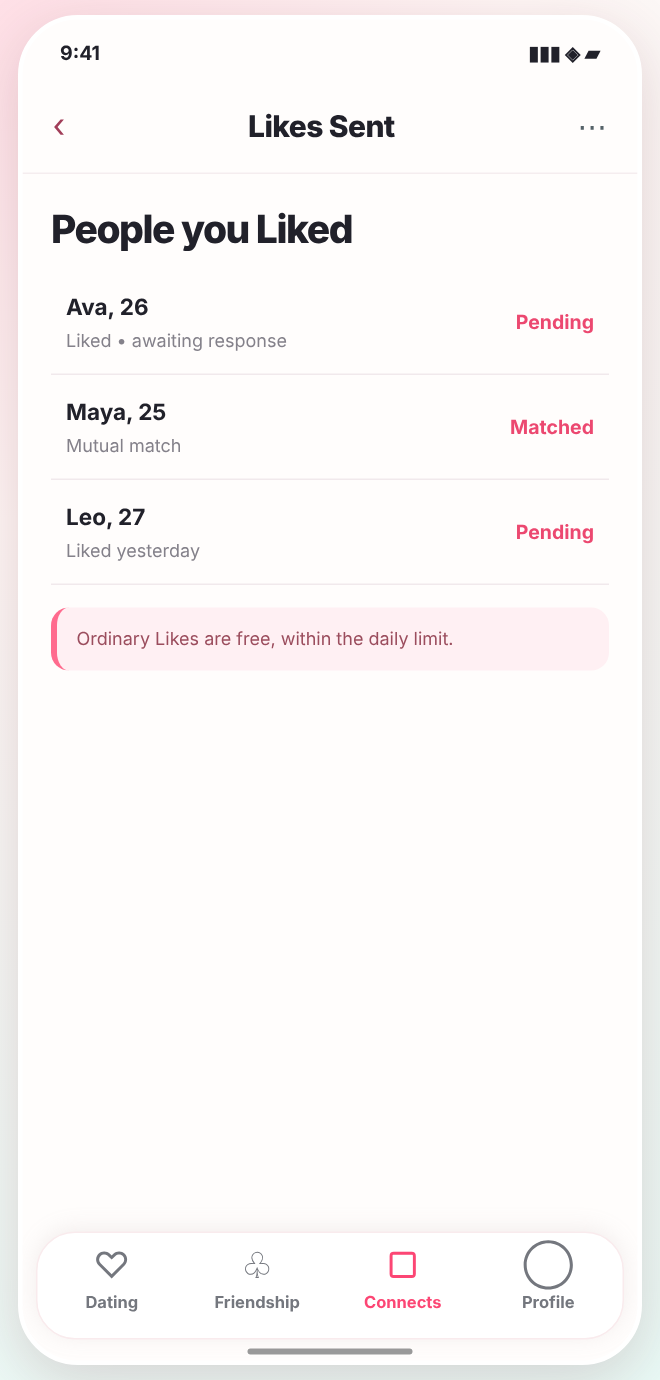 9:41
Likes Sent
People you Liked
Ava, 26
Liked • awaiting response
Pending
Maya, 25
Mutual match
Matched
Leo, 27
Liked yesterday
Pending
Ordinary Likes are free, within the daily limit.
Dating
Friendship
Connects
Profile